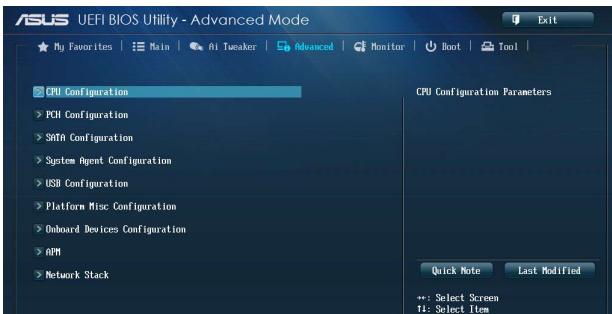 ASUS UEFI BIOS Utility - Advanced Mode
Exit
My Favorites | Main | Ai Tweaker | Advanced | Monitor | Boot | Tool |
> CPU Configuration
CPU Configuration Parameters
> PCH Configuration
> SATA Configuration
> System Agent Configuration
> USB Configuration
> Platform Misc Configuration
> Onboard Devices Configuration
> APM
> Network Stack
Quick Note
Last Modified
→←: Select Screen
↑↓: Select Item